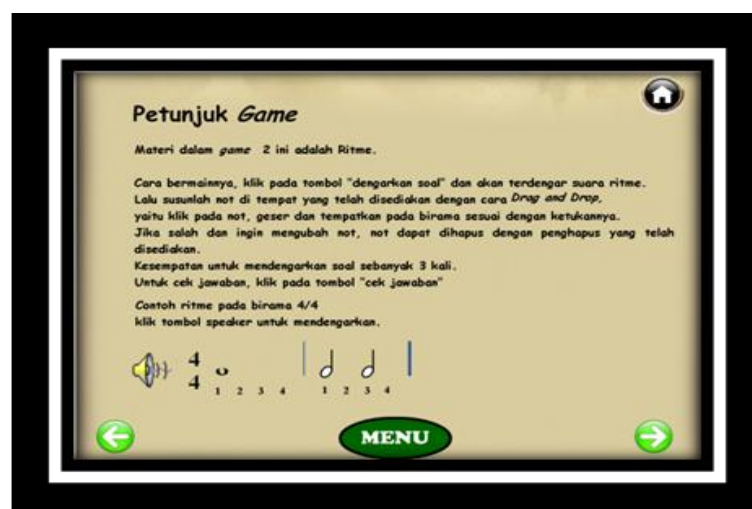 Petunjuk Game
Materi dalam game 2 ini adalah Ritme.
Cara bermainnya, klik pada tombol "dengarkan soal" dan akan terdengar suara ritme.
Lalu susunlah not di tempat yang telah disediakan dengan cara Drag and Drop,
yaitu klik pada not, geser dan tempatkan pada birama sesuai dengan ketukannya.
Jika salah dan ingin mengubah not, not dapat dihapus dengan penghapus yang telah
disediakan.
Kesempatan untuk mendengarkan soal sebanyak 3 kali.
Untuk cek jawaban, klik pada tombol "cek jawaban"
Contoh ritme pada birama 4/4
klik tombol speaker untuk mendengarkan.
4
4
1 2 3 4 1 2 3 4
MENU